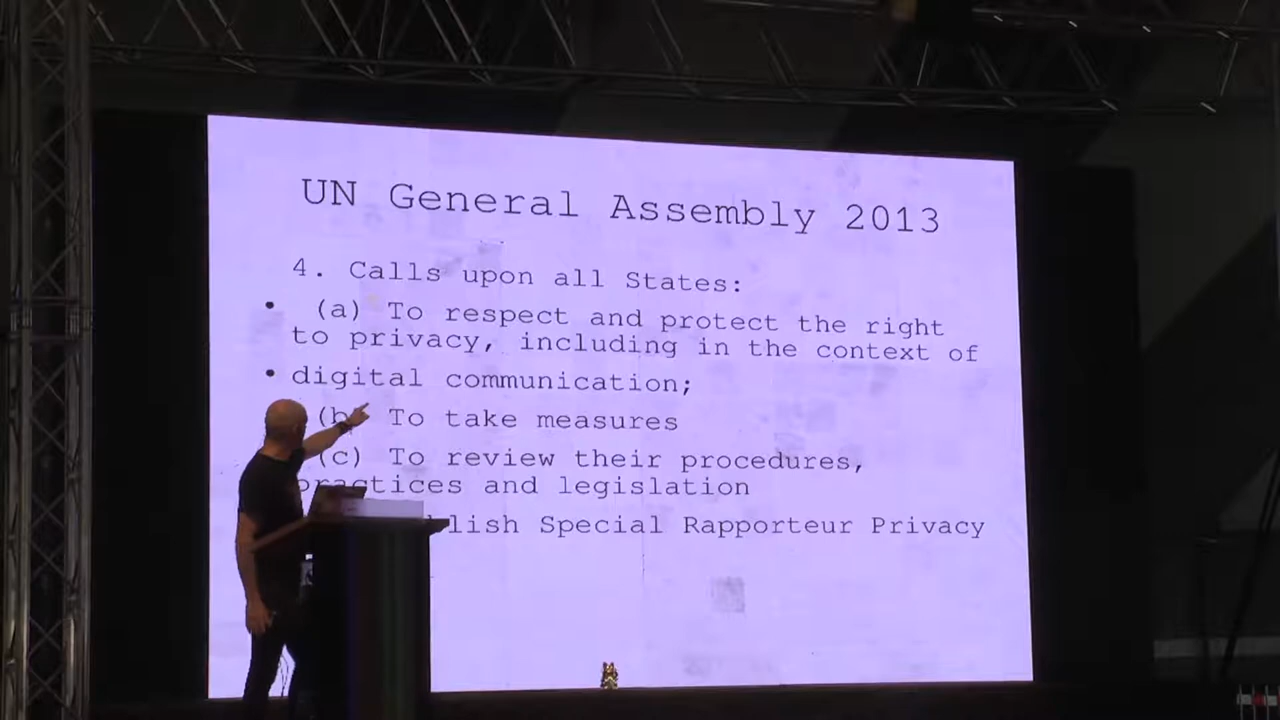 UN General Assembly 2013
4. Calls upon all States:
• (a) To respect and protect the right
to privacy, including in the context of
• digital communication;
(b) To take measures
(c) To review their procedures,
practices and legislation
lish Special Rapporteur Privacy